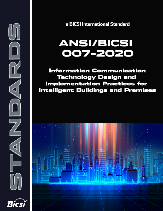 a BICSI International Standard
ANSI/BICSI
007-2020
Information Communication
Technology Design and
Implementation Practices for
Intelligent Buildings and Premises
STANDARDS
Bicsi